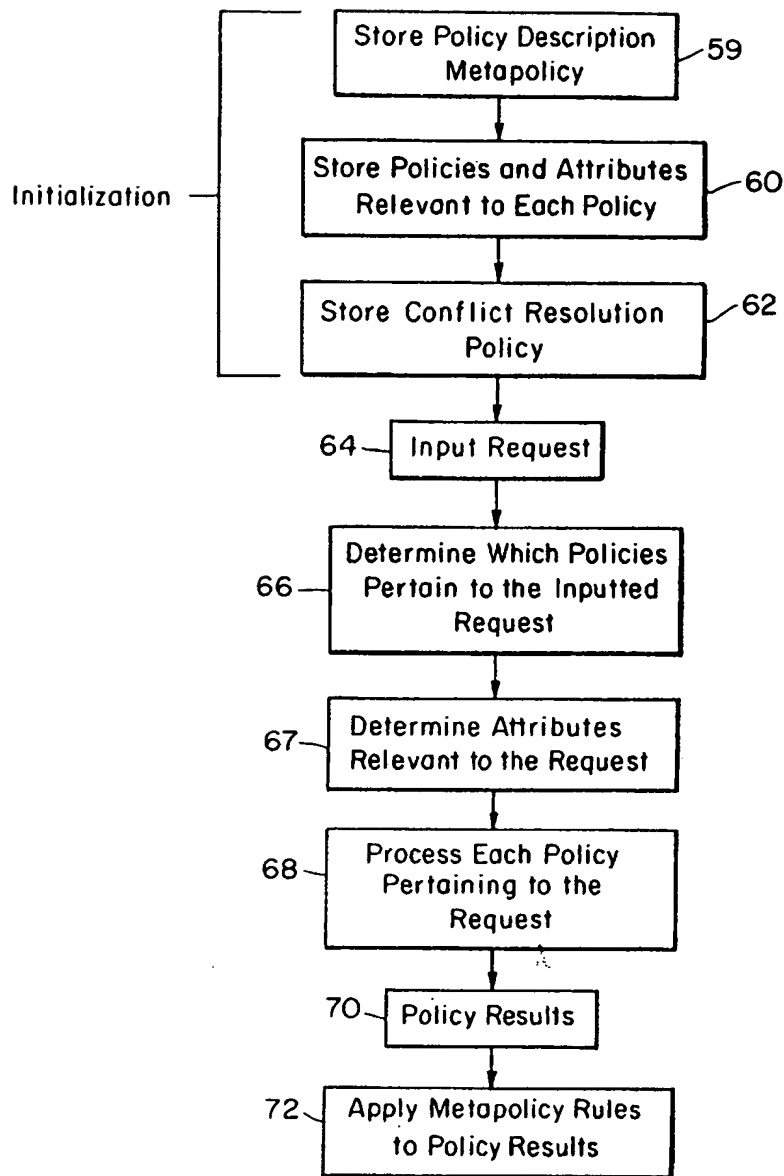 Store Policy Description
Metapolicy
59
Store Policies and Attributes
Relevant to Each Policy
60
Initialization
Store Conflict Resolution
Policy
62
64
Input Request
66
Determine Which Policies
Pertain to the Inputted
Request
67
Determine Attributes
Relevant to the Request
68
Process Each Policy
Pertaining to the
Request
70
Policy Results
72
Apply Metapolicy Rules
to Policy Results